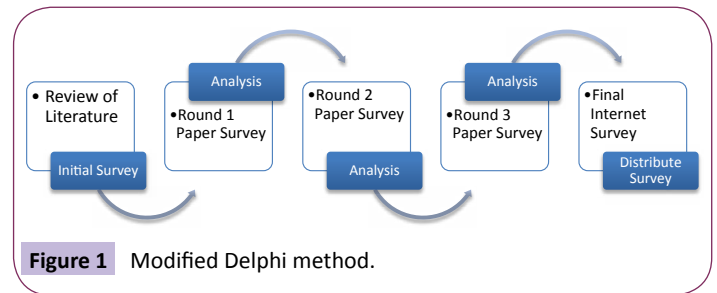 • Review of
Literature
Initial Survey
Analysis
•Round 1
Paper Survey
•Round 2
Paper Survey
Analysis
Analysis
•Round 3
Paper Survey
•Final
Internet
Survey
Distribute
Survey
Figure 1 Modified Delphi method.